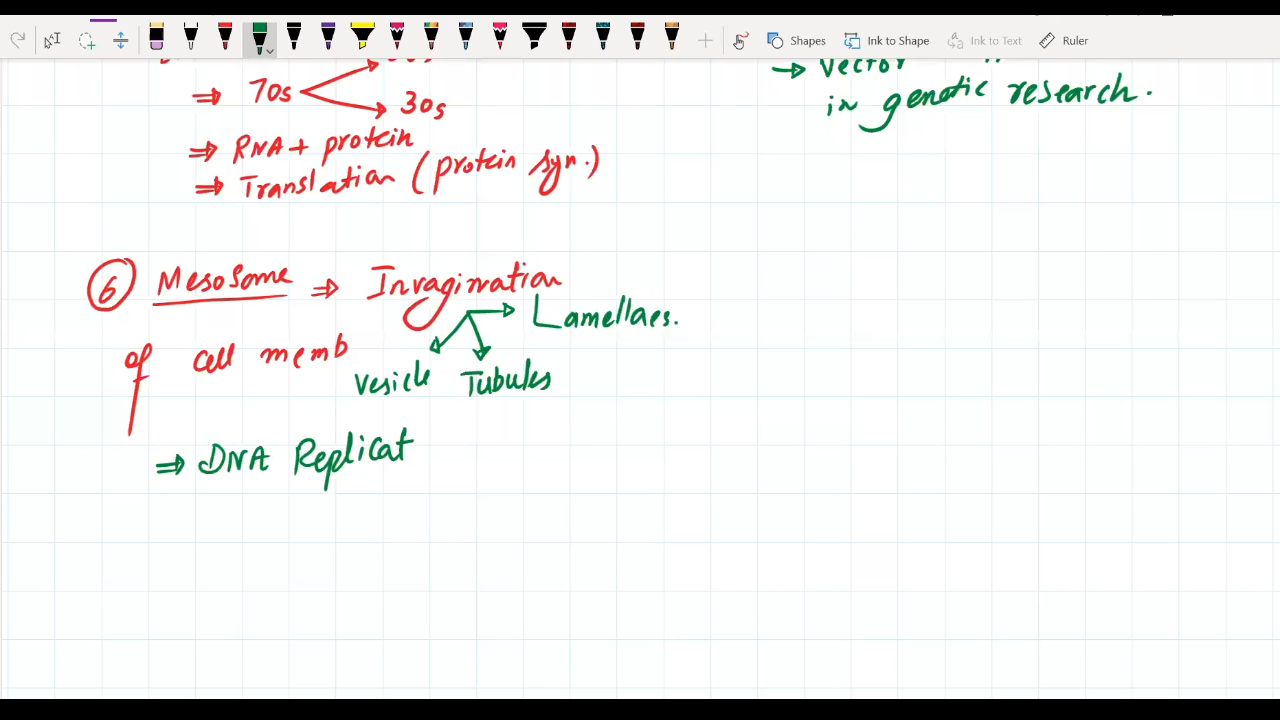 Shapes
Ink to Shape
Ink to Text
Ruler
70s
30s
⇒ RNA + protein
⇒ Translation (protein syn.)
→ Vector
in genetic research.
6 Mesosome ⇒ Invagination
of cell memb
Lamellaes.
Vesicle Tubules
⇒ DNA Replicat